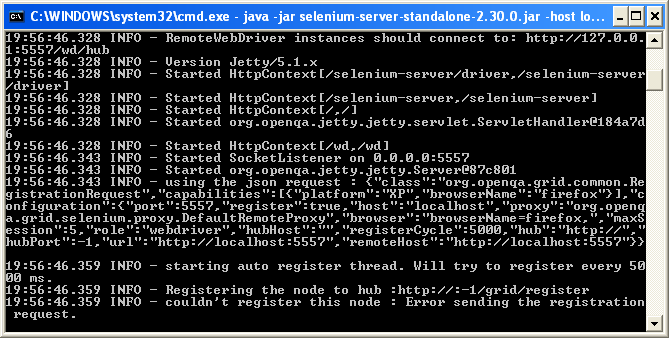 C:\WINDOWS\system32\cmd.exe - java -jar selenium-server-standalone-2.30.0.jar -host lo...
19:56:46.328 INFO - RemoteWebDriver instances should connect to: http://127.0.0.
1:5557/wd/hub
19:56:46.328 INFO - Version Jetty/5.1.x
19:56:46.328 INFO - Started HttpContext[/selenium-server/driver,/selenium-server
/driver]
19:56:46.328 INFO - Started HttpContext[/selenium-server,/selenium-server]
19:56:46.328 INFO - Started HttpContext[/,/]
19:56:46.328 INFO - Started org.openqa.jetty.jetty.servlet.ServletHandler@184a7d
6
19:56:46.328 INFO - Started HttpContext[/wd,/wd]
19:56:46.343 INFO - Started SocketListener on 0.0.0.0:5557
19:56:46.343 INFO - Started org.openqa.jetty.jetty.Server@87c801
19:56:46.343 INFO - using the json request : {"class":"org.openqa.grid.common.Re
gistrationRequest","capabilities":[{"platform":"XP","browserName":"firefox"}],"c
onfiguration":{"port":5557,"register":true,"host":"localhost","proxy":"org.openq
a.grid.selenium.proxy.DefaultRemoteProxy","browser":"browserName=firefox,","maxS
ession":5,"role":"webdriver","hubHost":"","registerCycle":5000,"hub":"http://","
hubPort":-1,"url":"http://localhost:5557","remoteHost":"http://localhost:5557"}}
19:56:46.359 INFO - starting auto register thread. Will try to register every 50
00 ms.
19:56:46.359 INFO - Registering the node to hub :http://:-1/grid/register
19:56:46.359 INFO - couldn't register this node : Error sending the registration
 request.